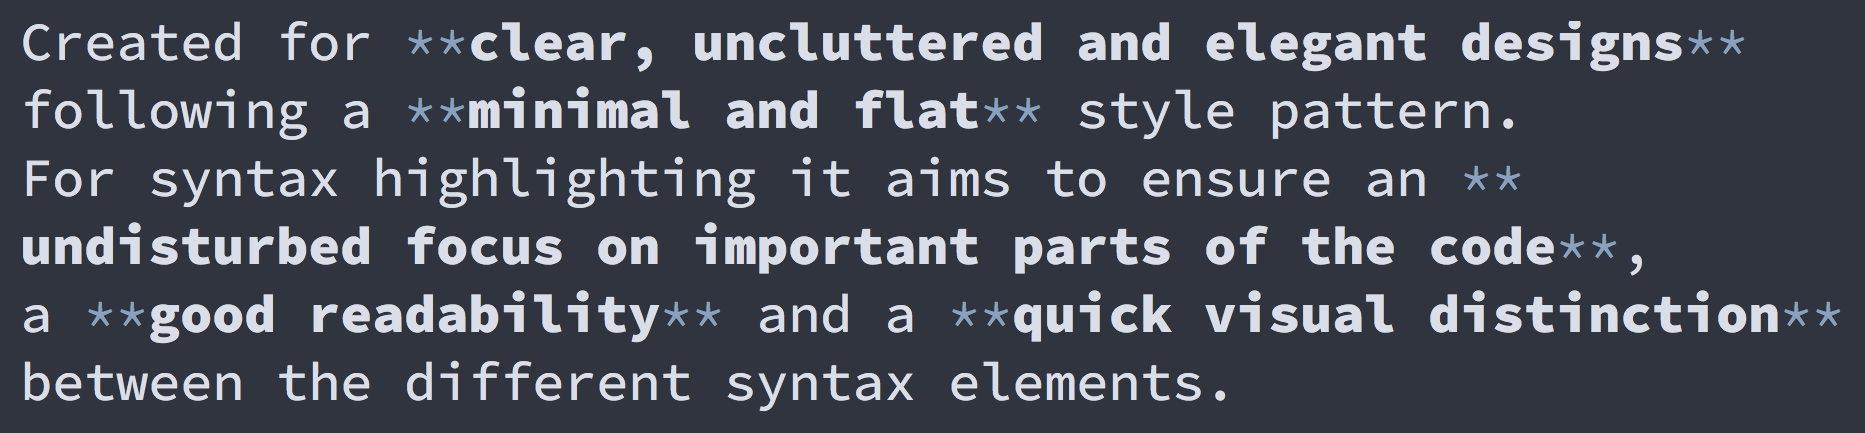 Created for **clear, uncluttered and elegant designs**
following a **minimal and flat** style pattern.
For syntax highlighting it aims to ensure an **
undisturbed focus on important parts of the code**,
a **good readability** and a **quick visual distinction**
between the different syntax elements.